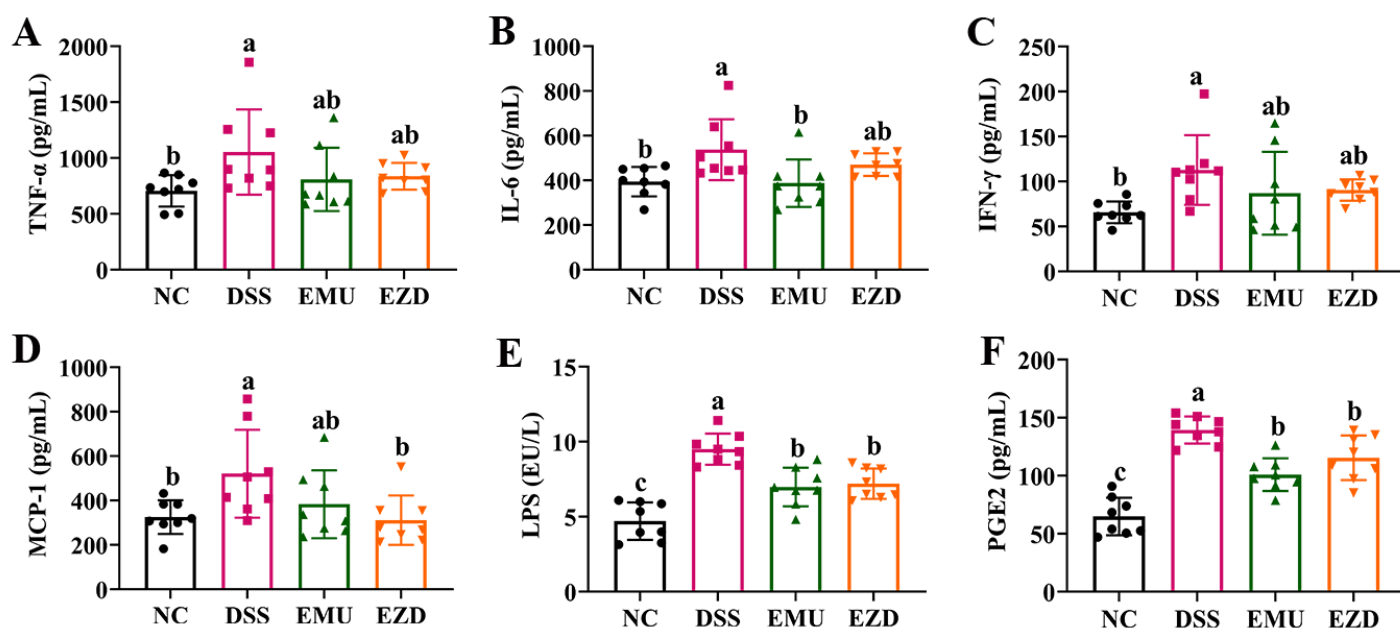 A
TNF-α (pg/mL)
2000
1500
1000
500
0
b
a
ab
ab
NC DSS EMU EZD
B
IL-6 (pg/mL)
1000
800
600
400
200
0
b
a
b
ab
NC DSS EMU EZD
C
IFN-γ (pg/mL)
250
200
150
100
50
0
b
a
ab
ab
NC DSS EMU EZD
D
MCP-1 (pg/mL)
1000
800
600
400
200
0
b
a
ab
b
NC DSS EMU EZD
E
LPS (EU/L)
15
10
5
0
c
a
b
b
NC DSS EMU EZD
F
PGE2 (pg/mL)
200
150
100
50
0
c
a
b
b
NC DSS EMU EZD